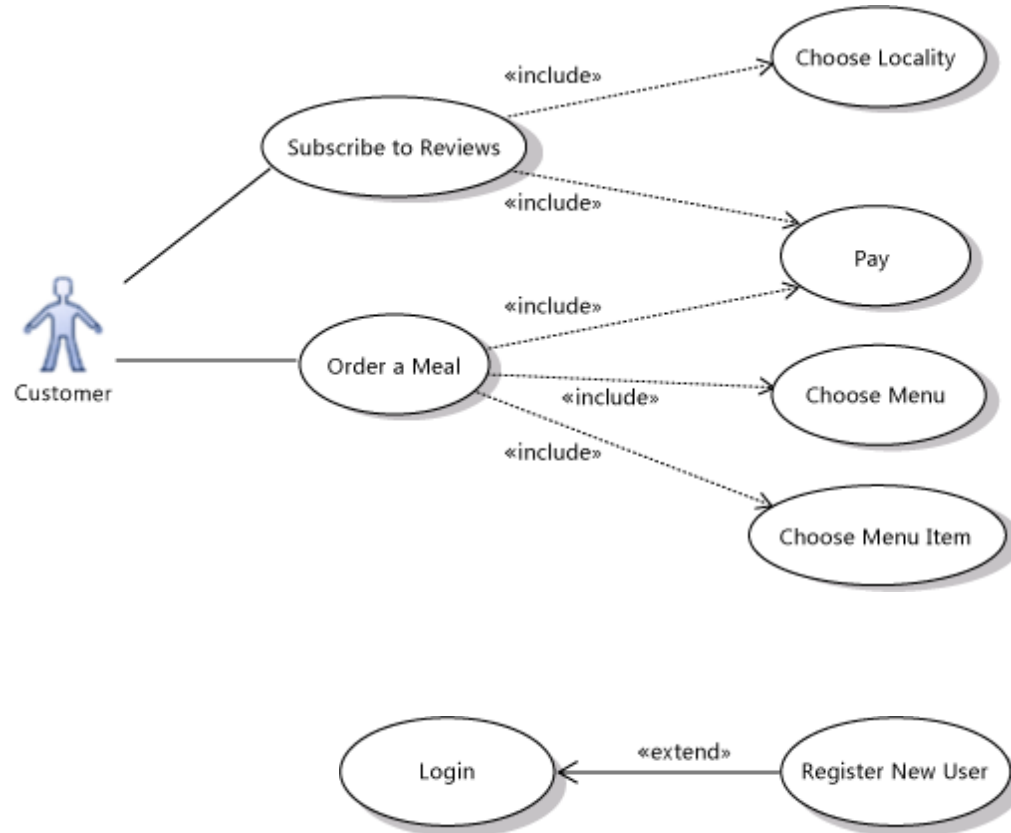 Choose Locality
«include»
Subscribe to Reviews
«include»
Pay
«include»
Order a Meal
Customer
Choose Menu
«include»
«include»
Choose Menu Item
«extend»
Login
Register New User